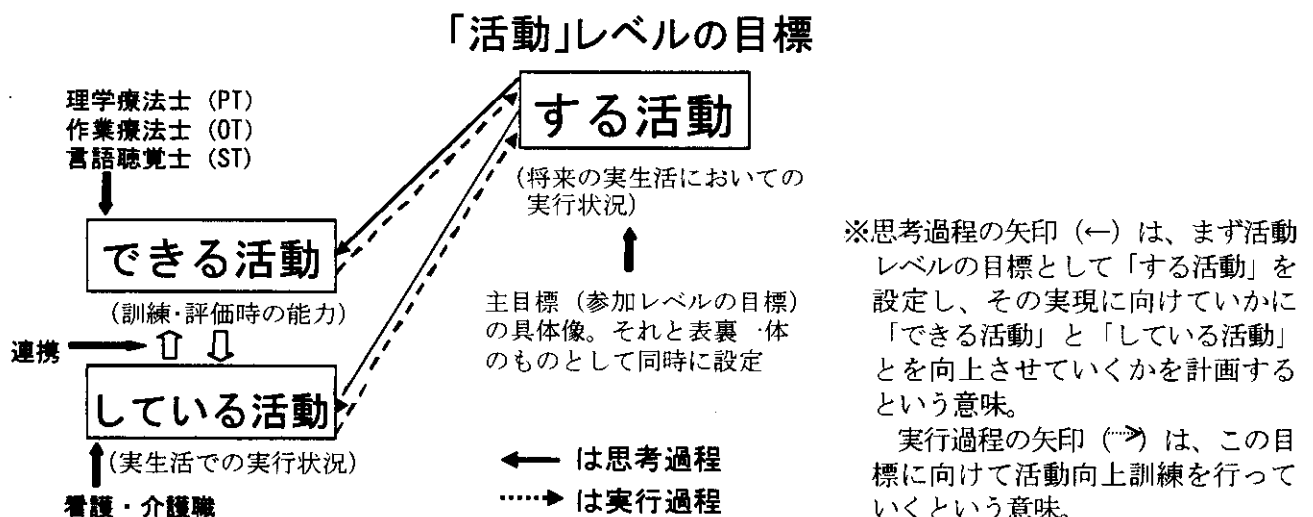 「活動」レベルの目標
理学療法士（PT）
作業療法士（OT）
言語聴覚士（ST）
する活動
（将来の実生活においての
実行状況）
できる活動
（訓練・評価時の能力）
連携
している活動
（実生活での実行状況）
看護・介護職
主目標（参加レベルの目標）
の具体像。それと表裏一体
のものとして同時に設定
は思考過程
は実行過程
※思考過程の矢印（←）は、まず活動
レベルの目標として「する活動」を
設定し、その実現に向けていかに
「できる活動」と「している活動」
とを向上させていくかを計画する
という意味。
実行過程の矢印（…>）は、この目
標に向けて活動向上訓練を行って
いくという意味。